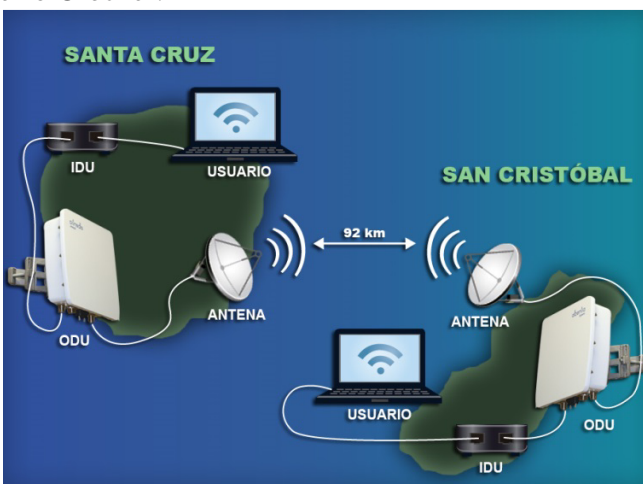 SANTA CRUZ
IDU
USUARIO
SAN CRISTÓBAL
92 km
ANTENA
ODU
ANTENA
USUARIO
ODU
IDU